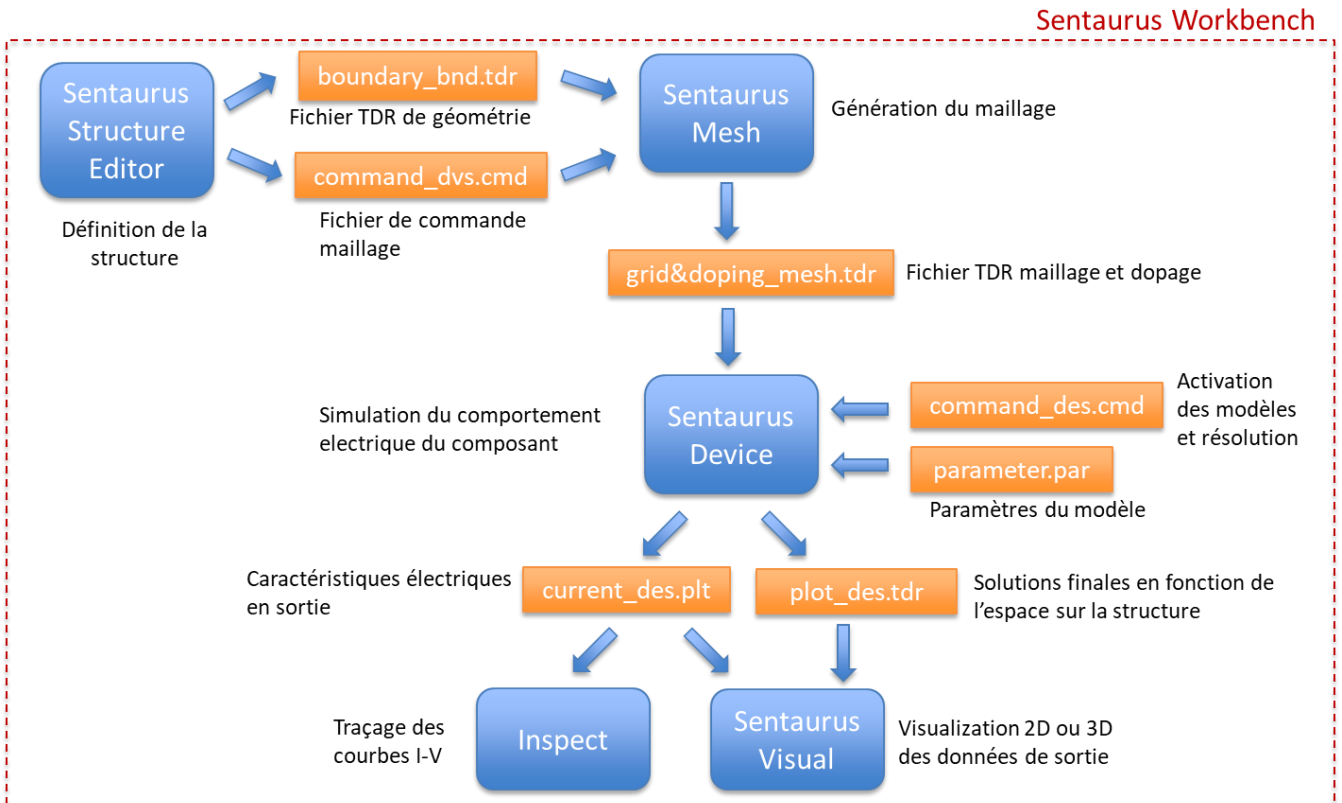 Sentaurus Workbench
Sentaurus
Structure
Editor
Définition de la
structure
boundary_bnd.tdr
Fichier TDR de géométrie
command_dvs.cmd
Fichier de commande
maillage
Sentaurus
Mesh
Génération du maillage
grid&doping_mesh.tdr
Fichier TDR maillage et dopage
Simulation du comportement
electrique du composant
Sentaurus
Device
command_des.cmd
Activation
des modèles
et résolution
parameter.par
Paramètres du modèle
Caractéristiques électriques
en sortie
current_des.plt
plot_des.tdr
Solutions finales en fonction de
l’espace sur la structure
Traçage des
courbes I-V
Inspect
Sentaurus
Visual
Visualization 2D ou 3D
des données de sortie